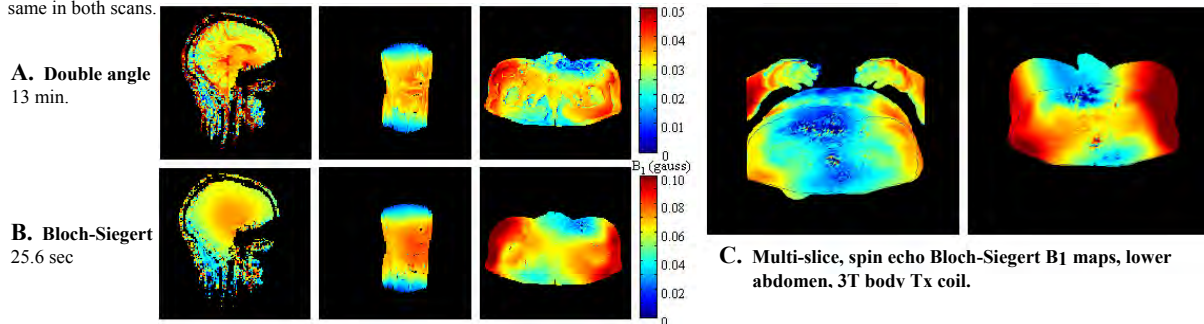 same in both scans.
A. Double angle
13 min.
0.05
0.04
0.03
0.02
0.01
0
B1 (gauss)
B. Bloch-Siegert
25.6 sec
0.10
0.08
0.06
0.04
0.02
0
C. Multi-slice, spin echo Bloch-Siegert B1 maps, lower
abdomen, 3T body Tx coil.